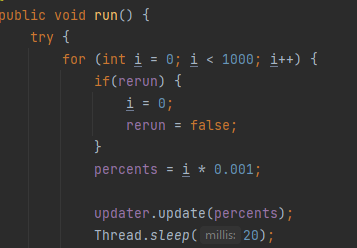 public void run() {
try {
for (int i = 0; i < 1000; i++) {
if(rerun) {
i = 0;
rerun = false;
}
percents = i * 0.001;
updater.update(percents);
Thread.sleep( millis: 20);